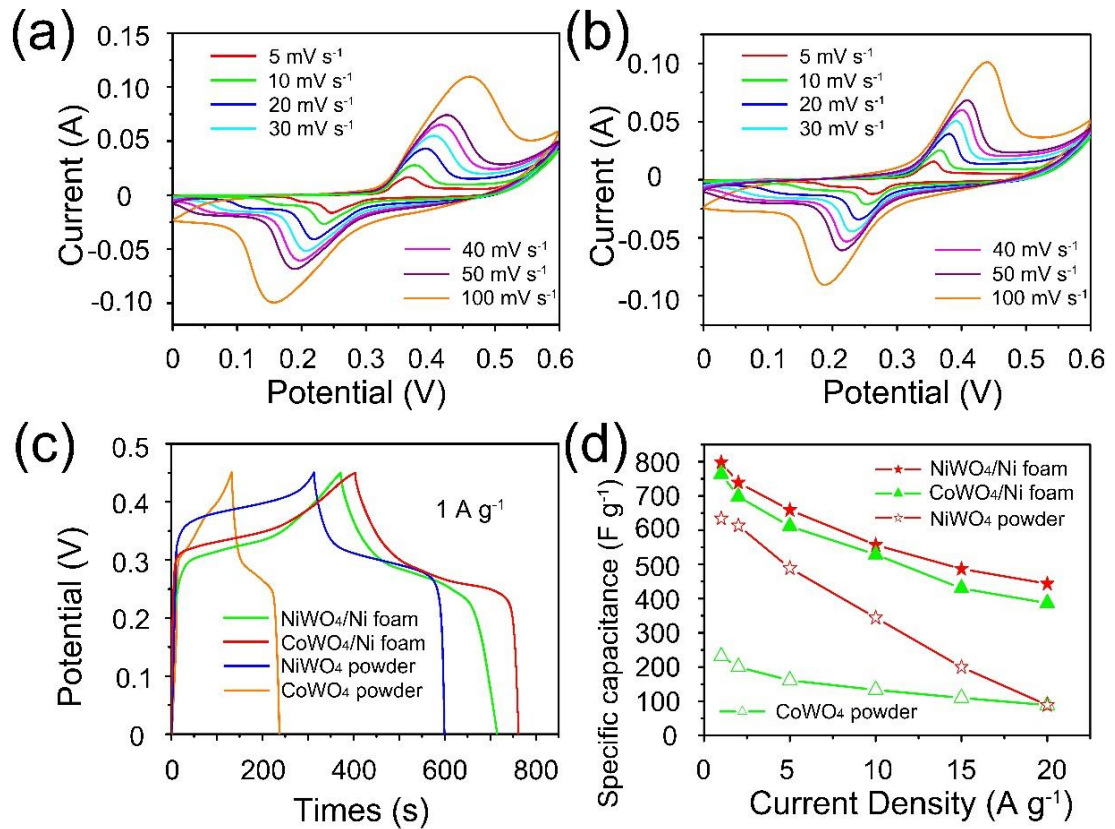 (a)
0.15
0.10
0.05
0
-0.05
-0.10
Current (A)
5 mV s⁻¹
10 mV s⁻¹
20 mV s⁻¹
30 mV s⁻¹
40 mV s⁻¹
50 mV s⁻¹
100 mV s⁻¹
0 0.1 0.2 0.3 0.4 0.5 0.6
Potential (V)
(b)
0.10
0.05
0
-0.05
-0.10
Current (A)
5 mV s⁻¹
10 mV s⁻¹
20 mV s⁻¹
30 mV s⁻¹
40 mV s⁻¹
50 mV s⁻¹
100 mV s⁻¹
0 0.1 0.2 0.3 0.4 0.5 0.6
Potential (V)
(c)
0.5
0.4
0.3
0.2
0.1
0
Potential (V)
1 A g⁻¹
NiWO₄/Ni foam
CoWO₄/Ni foam
NiWO₄ powder
CoWO₄ powder
0 200 400 600 800
Times (s)
(d)
800
700
600
500
400
300
200
100
0
Specific capacitance (F g⁻¹)
NiWO₄/Ni foam
CoWO₄/Ni foam
NiWO₄ powder
CoWO₄ powder
0 5 10 15 20
Current Density (A g⁻¹)